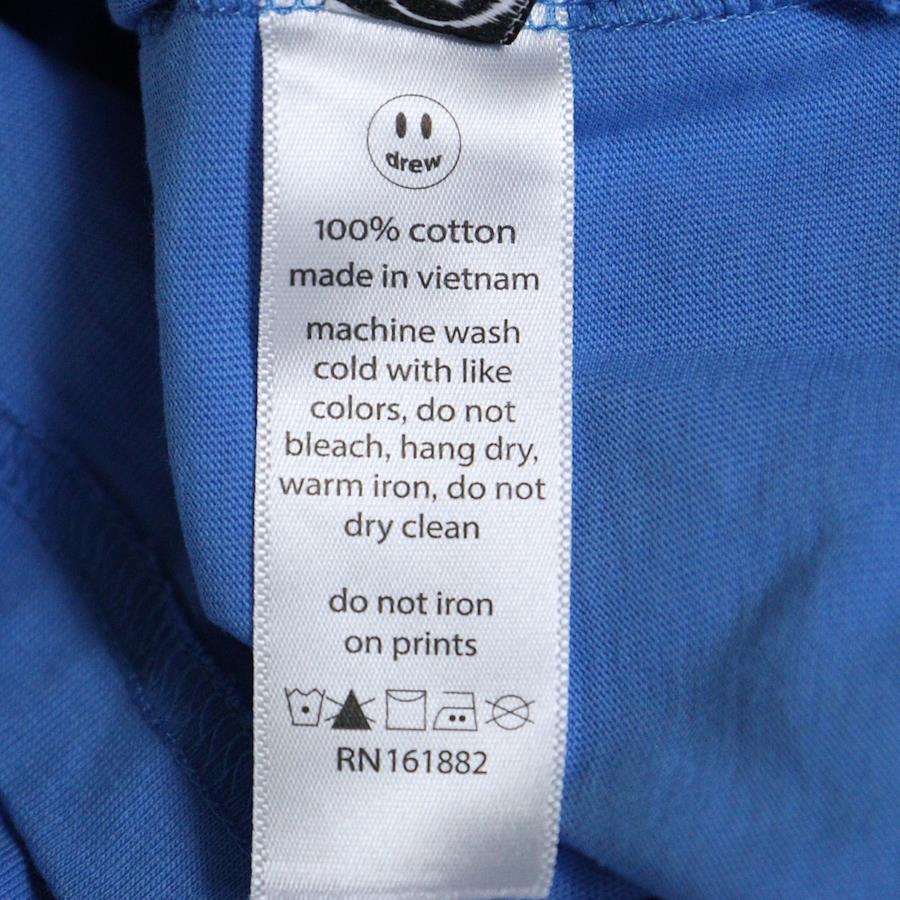 drew
100% cotton
made in vietnam
machine wash
cold with like
colors, do not
bleach, hang dry,
warm iron, do not
dry clean
do not iron
on prints
RN161882